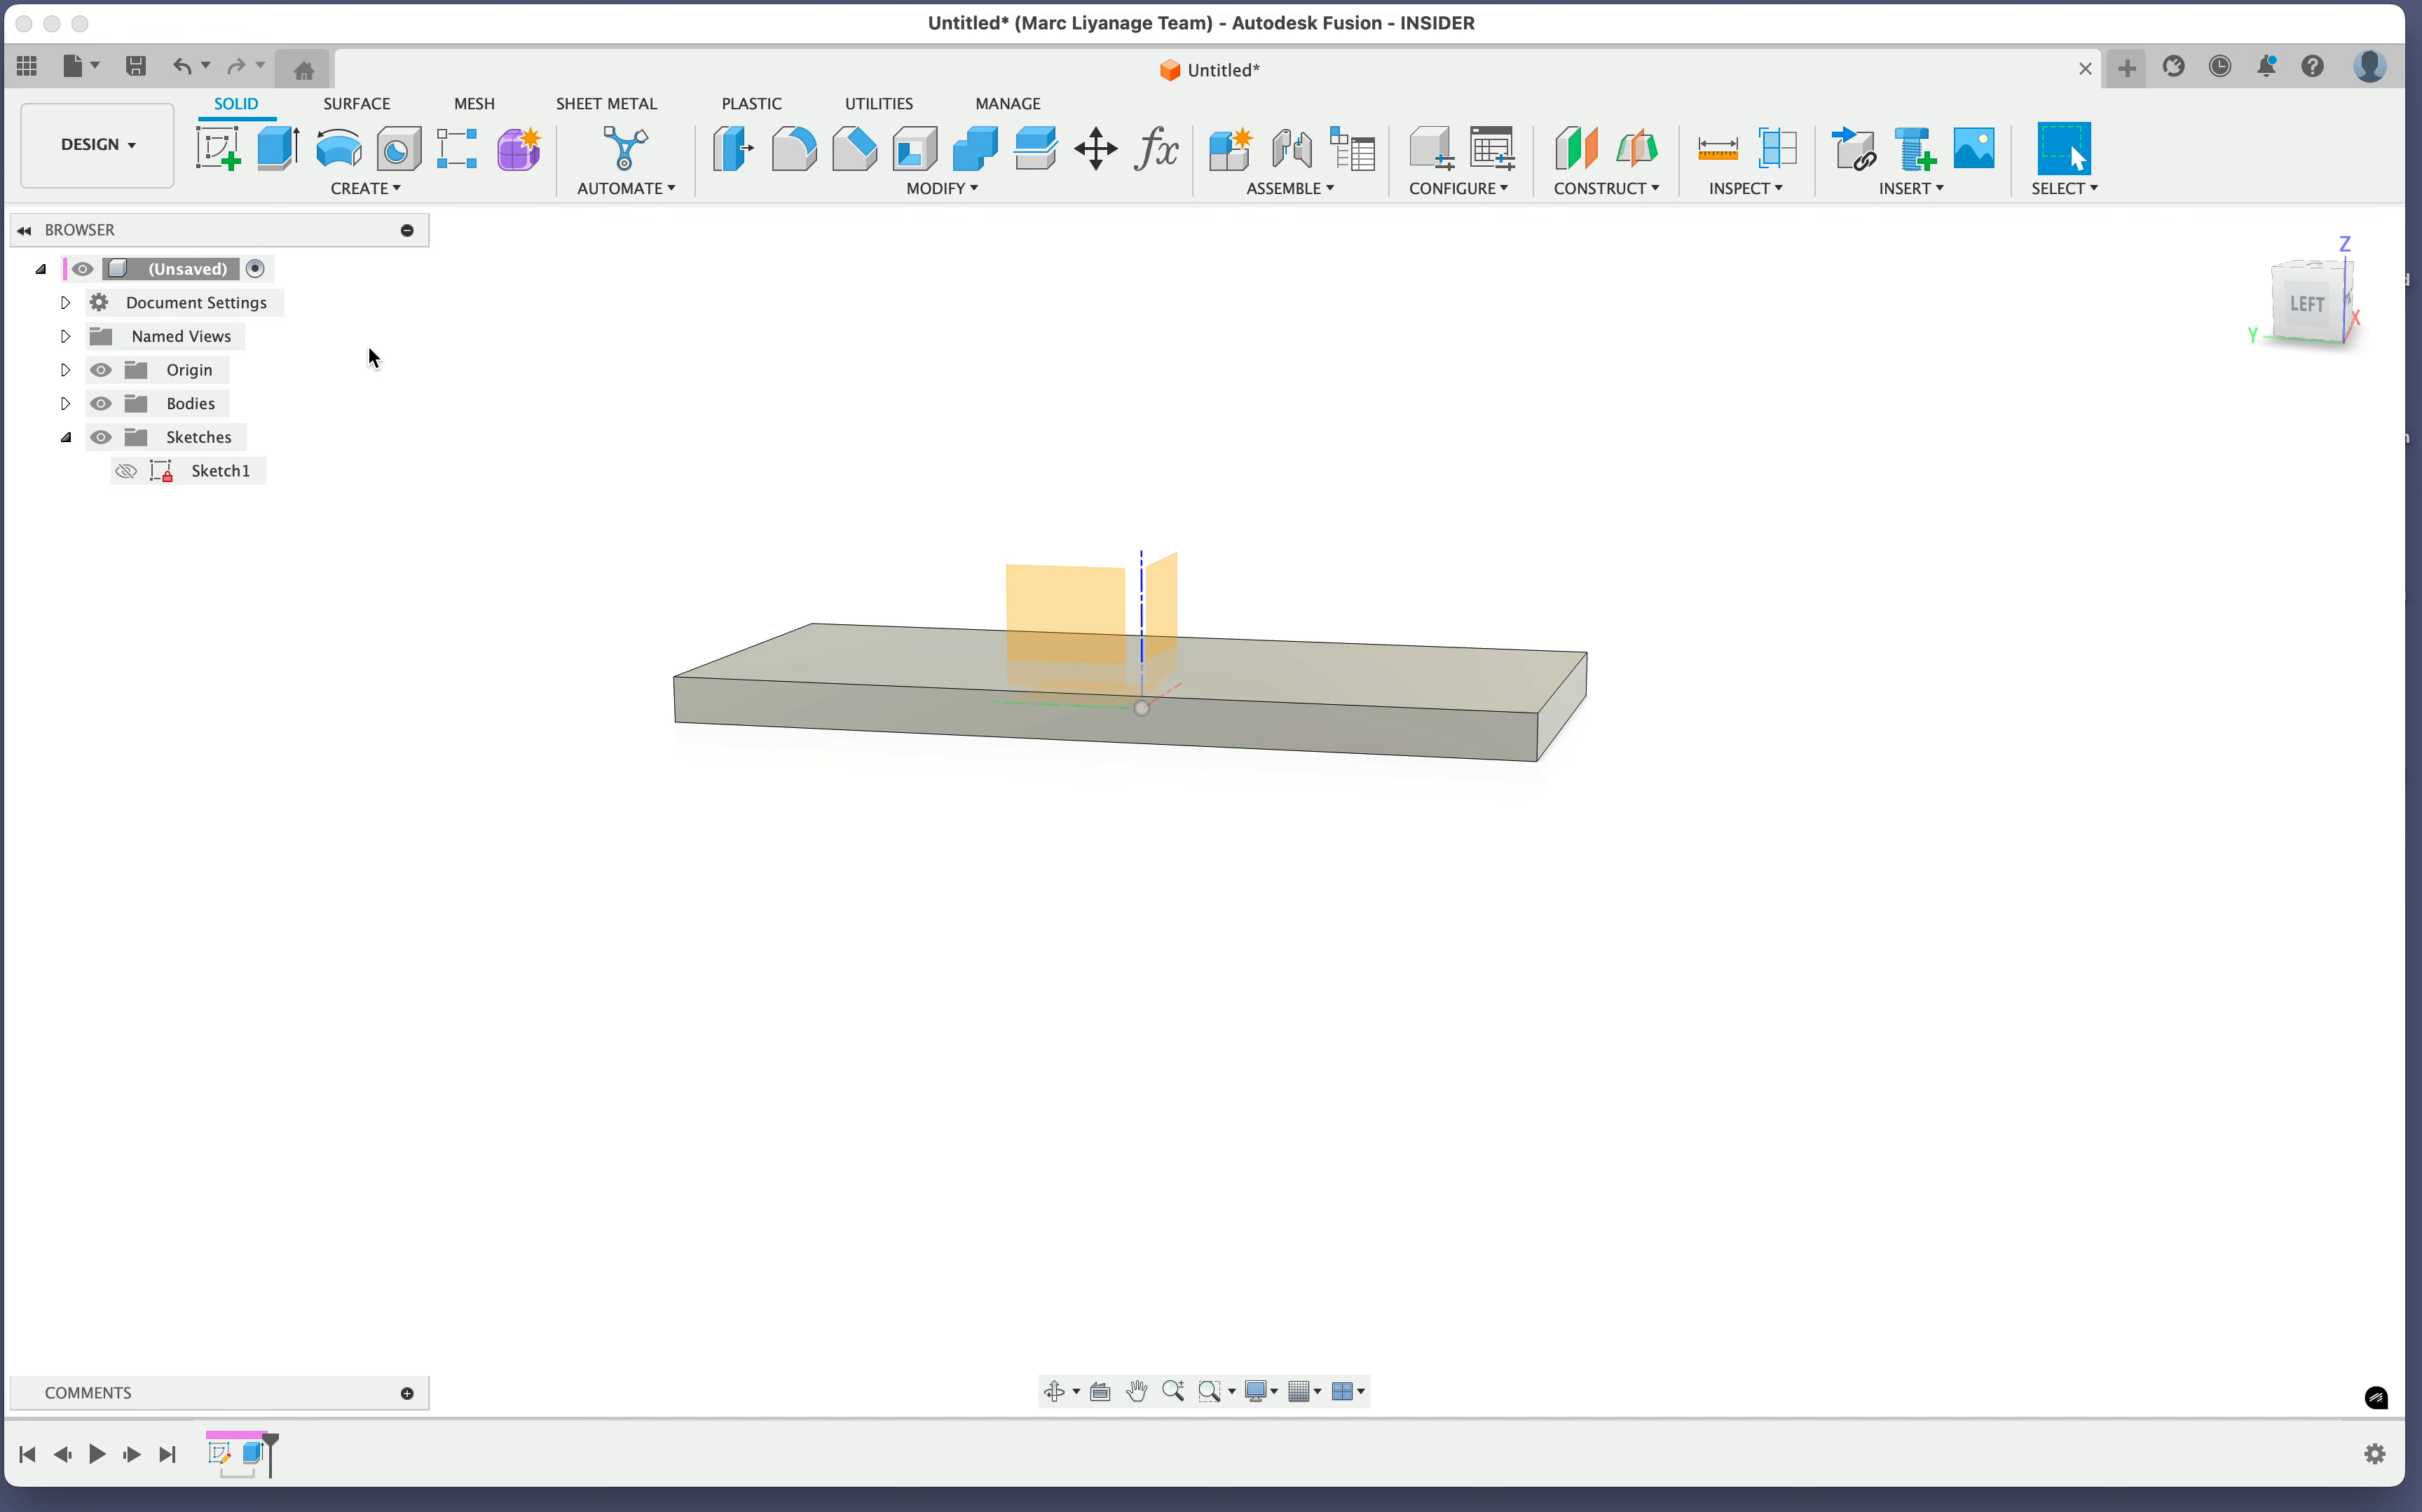 Untitled* (Marc Liyanage Team) - Autodesk Fusion - INSIDER
Untitled*
DESIGN
SOLID SURFACE MESH SHEET METAL PLASTIC UTILITIES MANAGE
fx
CREATE AUTOMATE MODIFY ASSEMBLE CONFIGURE CONSTRUCT INSPECT INSERT SELECT
BROWSER
(Unsaved)
Document Settings
Named Views
Origin
Bodies
Sketches
Sketch1
Z
LEFT
X
Y
COMMENTS